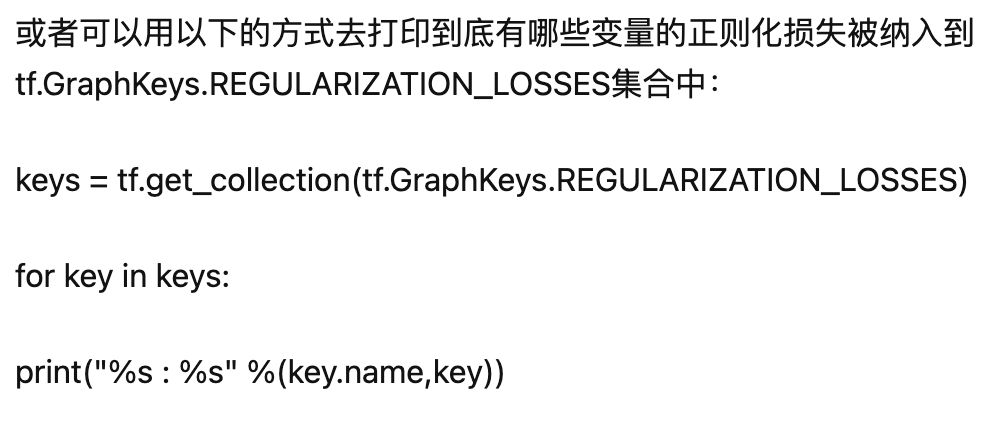 或者可以用以下的方式去打印到底有哪些变量的正则化损失被纳入到
tf.GraphKeys.REGULARIZATION_LOSSES集合中：
keys = tf.get_collection(tf.GraphKeys.REGULARIZATION_LOSSES)
for key in keys:
print("%s : %s" %(key.name,key))